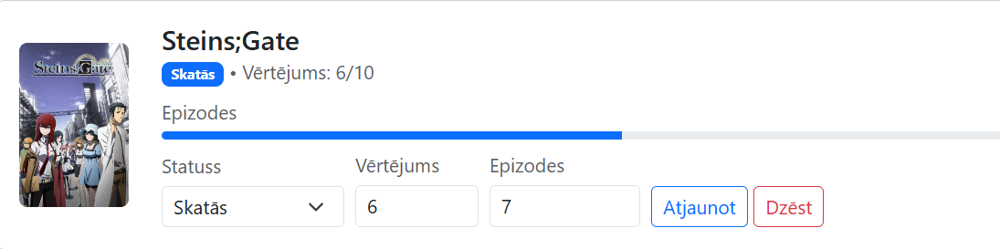 Steins;Gate
Steins;Gate
Skatās • Vērtējums: 6/10
Epizodes
Statuss Vērtējums Epizodes
Skatās 6 7 Atjaunot Dzēst